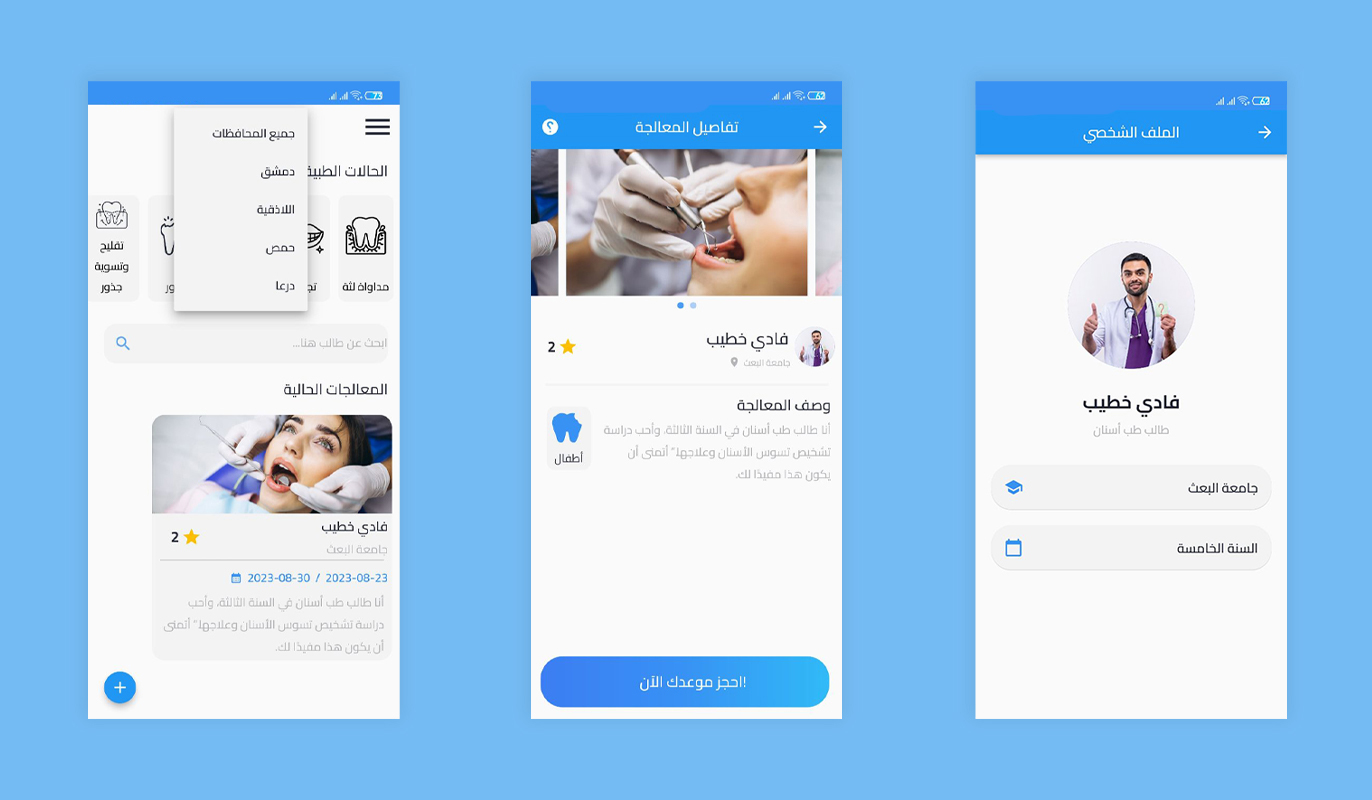 73
جميع المحافظات
دمشق
اللاذقية
حمص
درعا
الحالات الطبية
مداواة لثة
تقليح
وتسوية
جذور
ابحث عن طالب هنا...
المعالجات الحالية
فادي خطيب
2
جامعة البعث
2023-08-23 / 2023-08-30
أنا طالب طب أسنان في السنة الثالثة، وأحب
دراسة تشخيص تسوس الأسنان وعلاجها." أتمنى
أن يكون هذا مفيدًا لك.
+
62
تفاصيل المعالجة
فادي خطيب
2
جامعة البعث
وصف المعالجة
أنا طالب طب أسنان في السنة الثالثة، وأحب دراسة
تشخيص تسوس الأسنان وعلاجها." أتمنى أن
يكون هذا مفيدًا لك.
أطفال
احجز موعدك الآن!
62
الملف الشخصي
فادي خطيب
طالب طب أسنان
جامعة البعث
السنة الخامسة